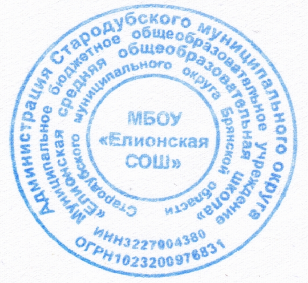 Администрация Стародубского муниципального округа
Муниципальное бюджетное общеобразовательное учреждение
«Елионская средняя общеобразовательная школа»
Стародубского муниципального округа Брянской области
ИНН3227004380
ОГРН1023200976831
МБОУ
«Елионская
СОШ»